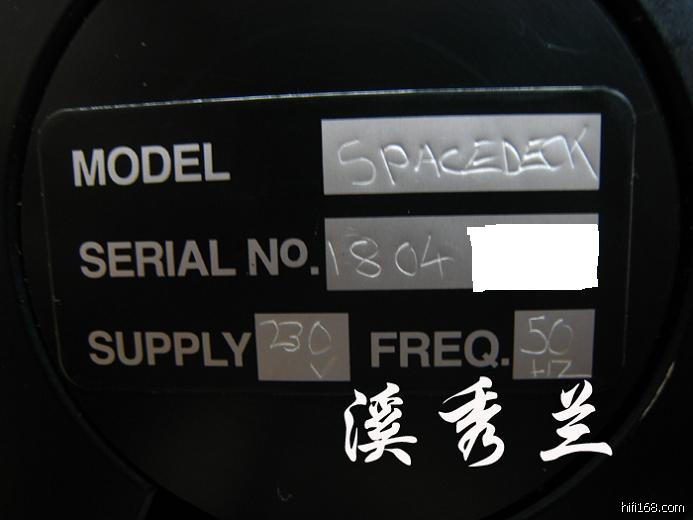 MODEL SPACEDECK
SERIAL NO. 1804
SUPPLY 230 V FREQ. 50 HZ
溪秀兰
hifi168.com